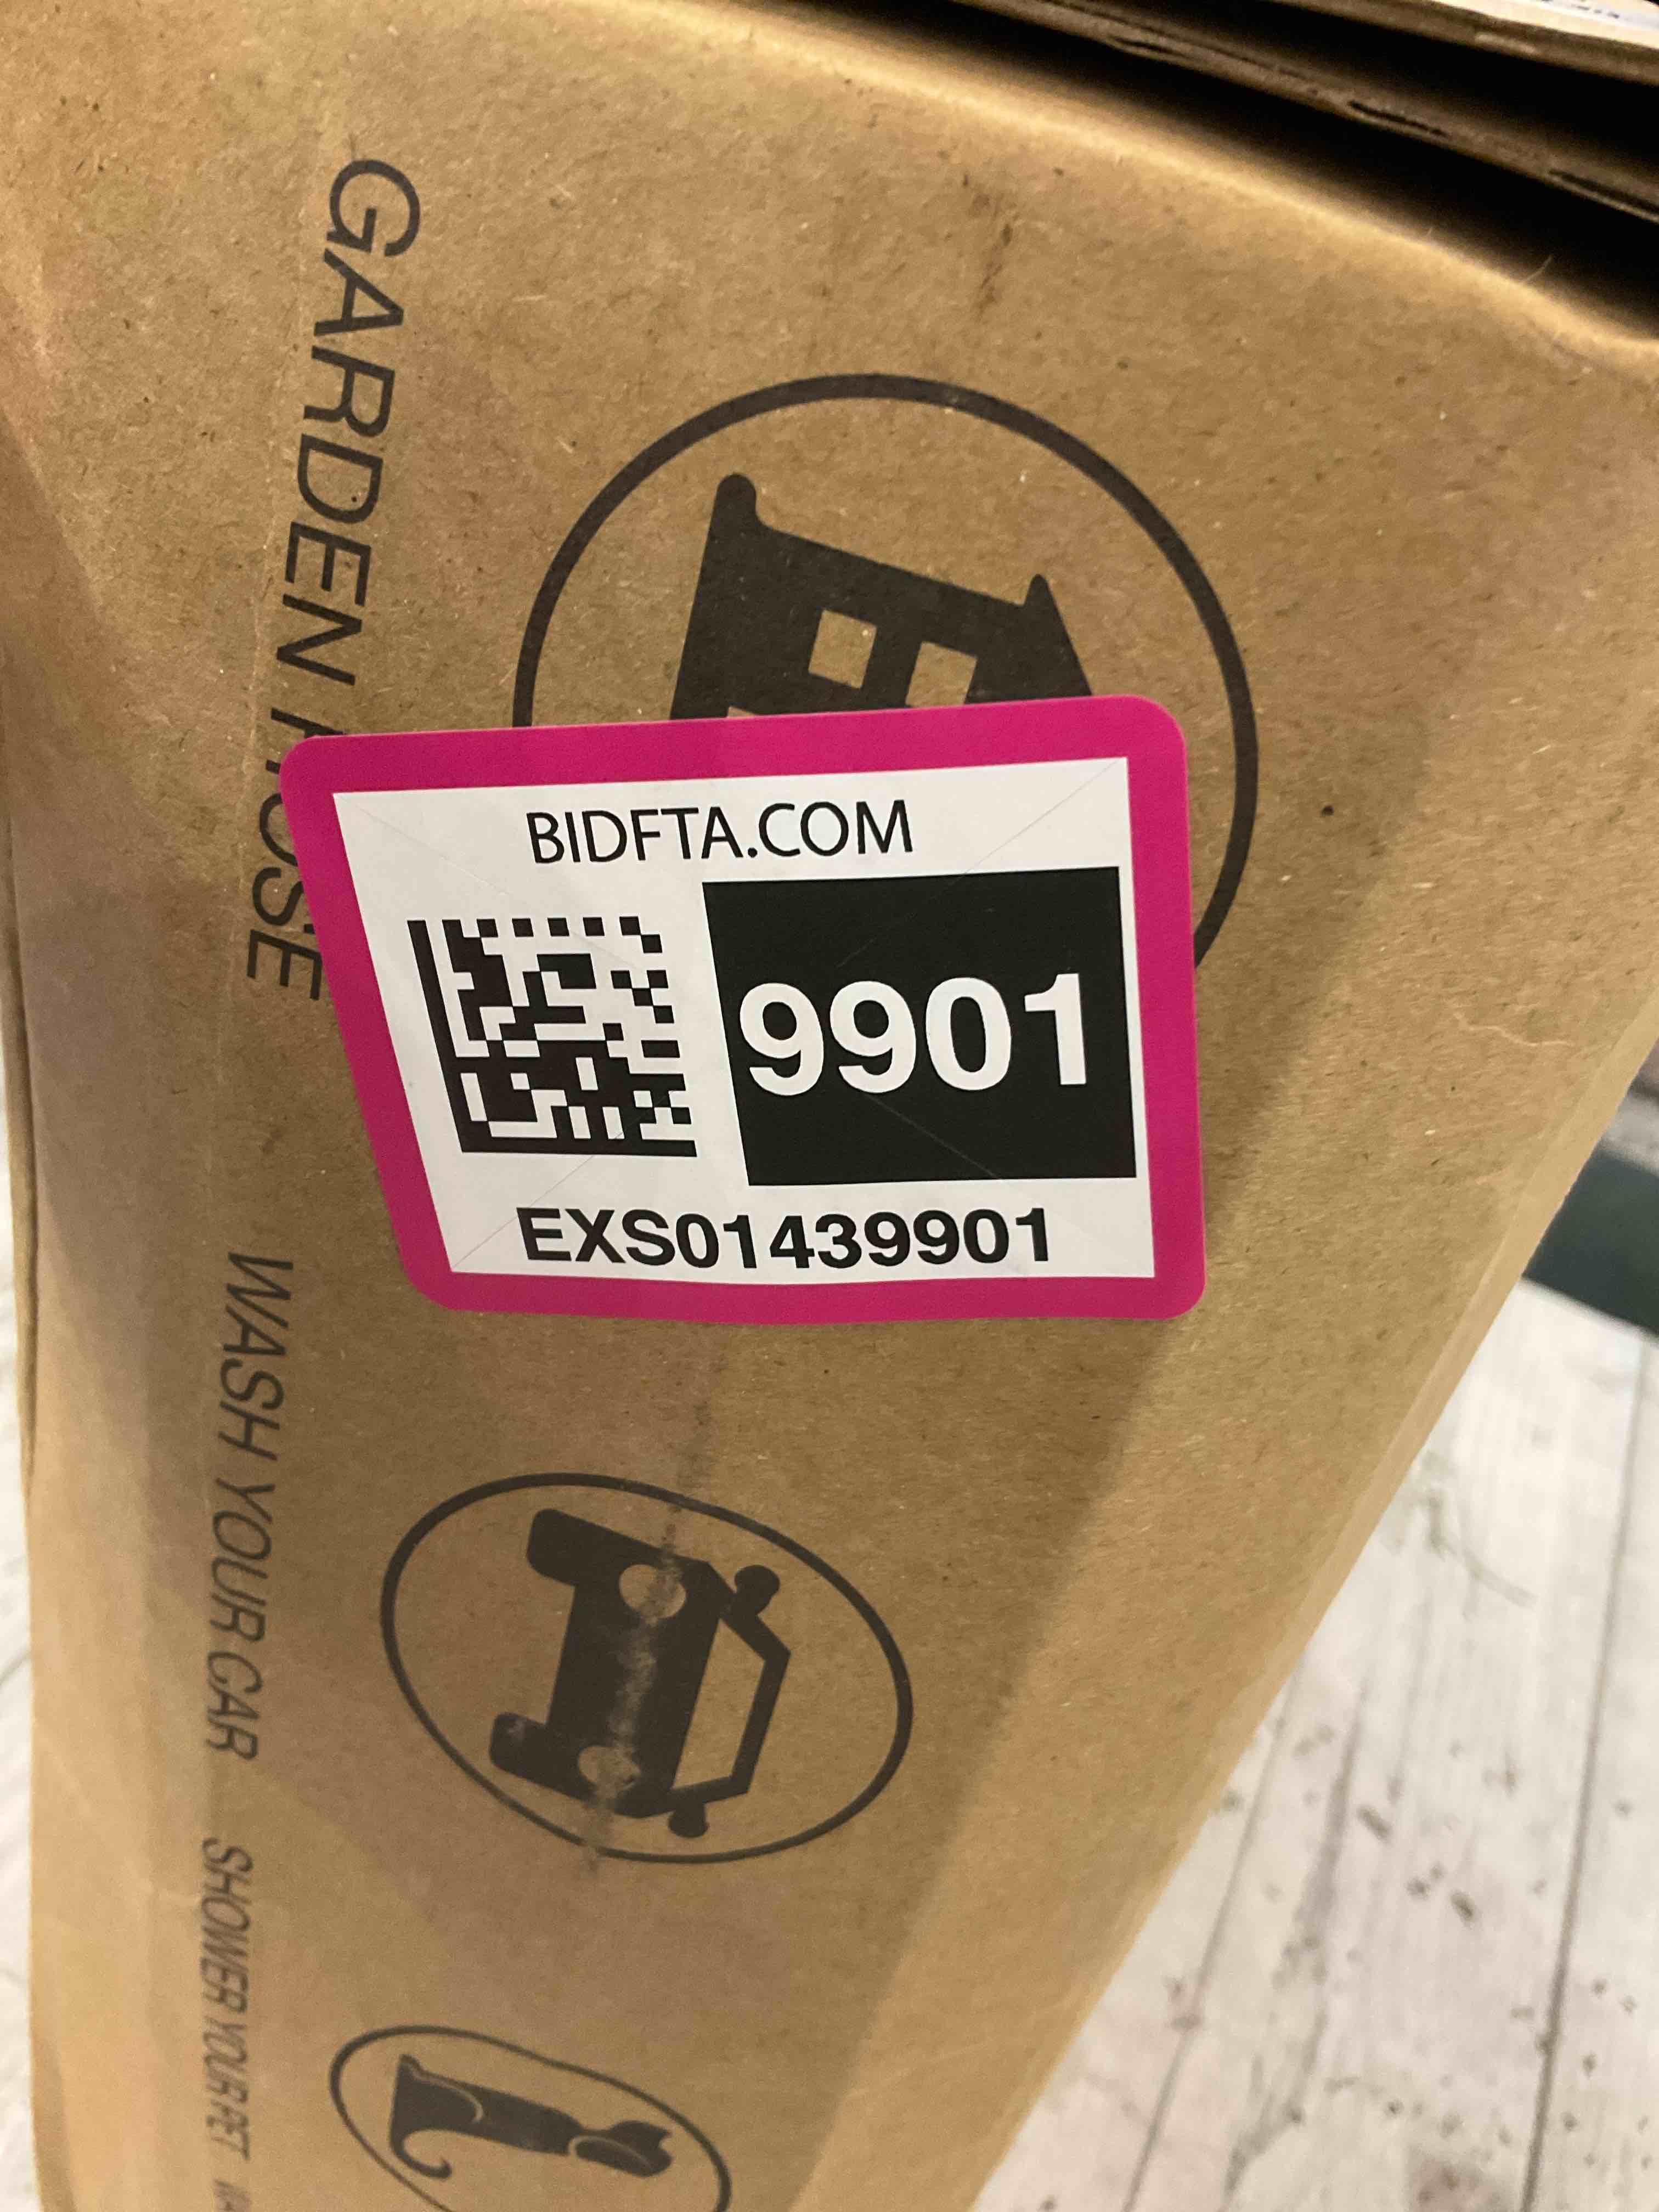 GARDEN HOSE
BIDFTA.COM
9901
EXS01439901
WASH YOUR CAR
SHOWER YOUR PET